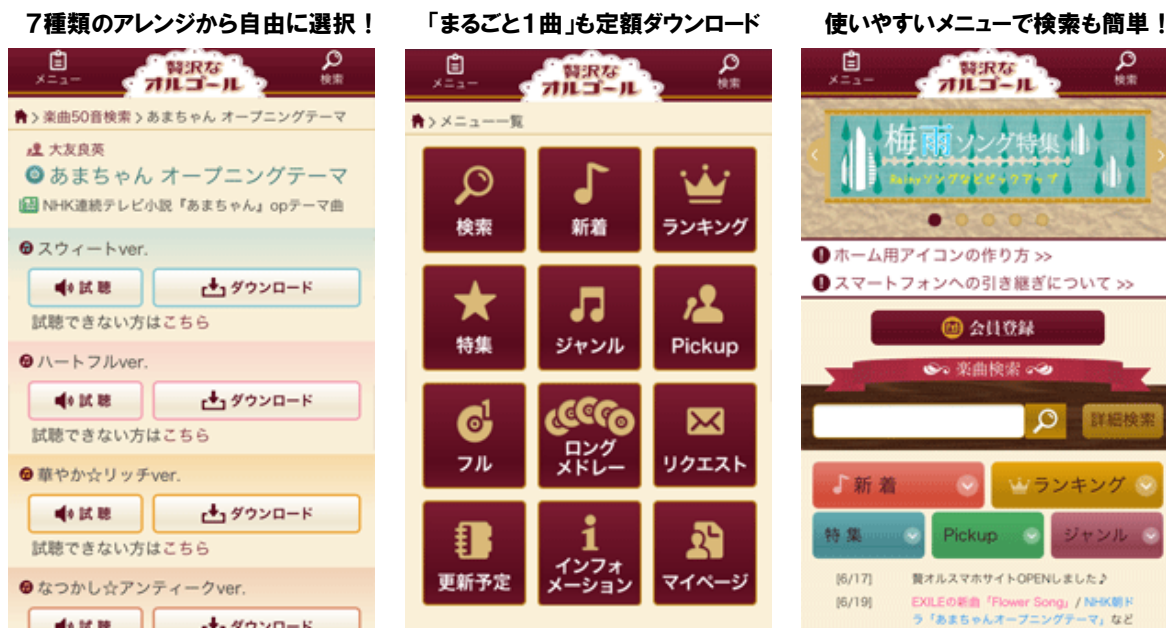 7種類のアレンジから自由に選択！
メニュー
贅沢な
オルゴール
検索
> 楽曲50音検索 > あまちゃん オープニングテーマ
大友良英
あまちゃん オープニングテーマ
NHK連続テレビ小説『あまちゃん』opテーマ曲
スウィートver.
試聴 ダウンロード
試聴できない方はこちら
ハートフルver.
試聴 ダウンロード
試聴できない方はこちら
華やか☆リッチver.
試聴 ダウンロード
試聴できない方はこちら
なつかし☆アンティークver.
試聴 ダウンロード
「まるごと1曲」も定額ダウンロード
メニュー
贅沢な
オルゴール
検索
> メニュー一覧
検索 新着 ランキング
特集 ジャンル Pickup
フル ロング
メドレー リクエスト
更新予定 インフォ
メーション マイページ
使いやすいメニューで検索も簡単！
メニュー
贅沢な
オルゴール
検索
梅雨ソング特集
Rainyソングなどピックアップ
ホーム用アイコンの作り方 >>
スマートフォンへの引き継ぎについて >>
会員登録
楽曲検索
詳細検索
新着 ランキング
特集 Pickup ジャンル
[6/17] 贅オルスマホサイトOPENしました♪
[6/19] EXILEの新曲「Flower Song」/ NHK朝ド
ラ「あまちゃんオープニングテーマ」など